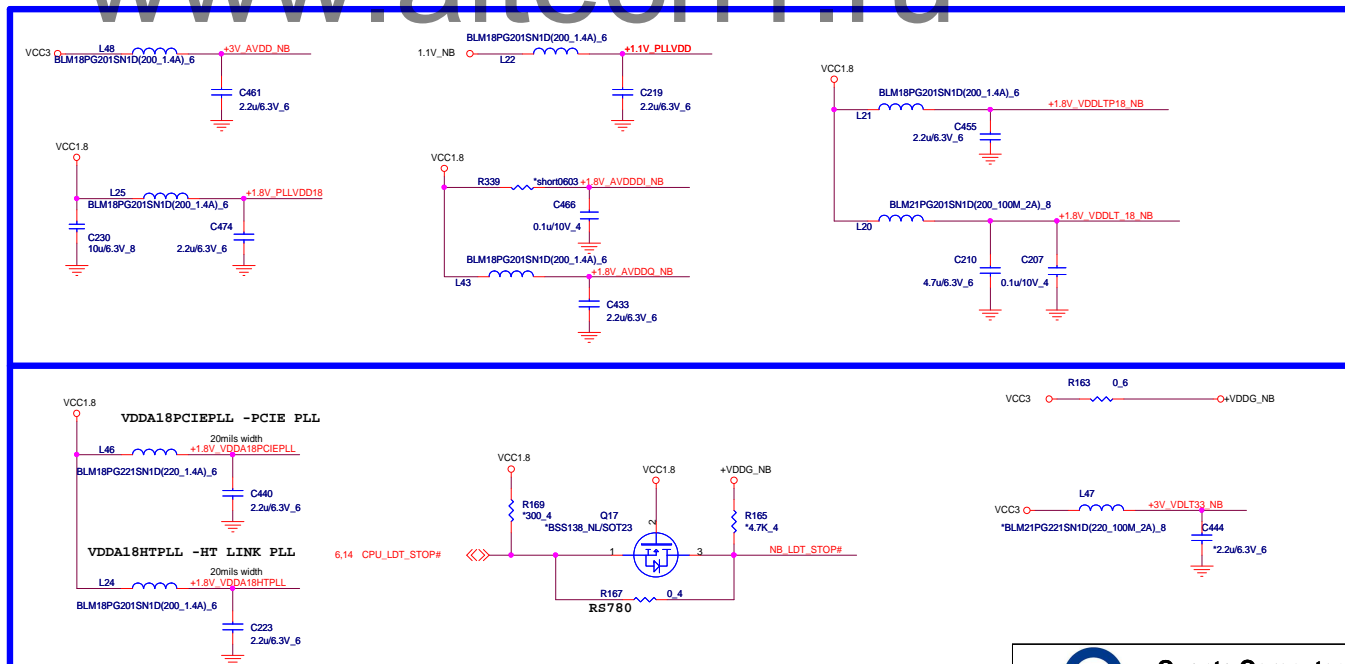 VCC3
L48
+3V_AVDD_NB
BLM18PG201SN1D(200_1.4A)_6
C461
2.2u/6.3V_6
1.1V_NB
BLM18PG201SN1D(200_1.4A)_6
L22
+1.1V_PLLVDD
C219
2.2u/6.3V_6
VCC1.8
BLM18PG201SN1D(200_1.4A)_6
L21
+1.8V_VDDLTP18_NB
C455
2.2u/6.3V_6
BLM21PG201SN1D(200_100M_2A)_8
L20
+1.8V_VDDLT_18_NB
C210
4.7u/6.3V_6
C207
0.1u/10V_4
VCC1.8
L25
+1.8V_PLLVDD18
BLM18PG201SN1D(200_1.4A)_6
C230
10u/6.3V_8
C474
2.2u/6.3V_6
VCC1.8
R339
*short0603
+1.8V_AVDDDI_NB
C466
0.1u/10V_4
BLM18PG201SN1D(200_1.4A)_6
L43
+1.8V_AVDDQ_NB
C433
2.2u/6.3V_6
VCC1.8
VDDA18PCIEPLL -PCIE PLL
20mils width
L46
+1.8V_VDDA18PCIEPLL
BLM18PG221SN1D(220_1.4A)_6
C440
2.2u/6.3V_6
VDDA18HTPLL -HT LINK PLL
20mils width
L24
+1.8V_VDDA18HTPLL
BLM18PG201SN1D(200_1.4A)_6
C223
2.2u/6.3V_6
VCC1.8
R169
*300_4
VCC1.8
Q17
*BSS138_NL/SOT23
2
1
3
+VDDG_NB
R165
*4.7K_4
6,14 CPU_LDT_STOP#
NB_LDT_STOP#
R167
0_4
RS780
R163
0_6
VCC3
+VDDG_NB
L47
VCC3
+3V_VDLT33_NB
*BLM21PG221SN1D(220_100M_2A)_8
C444
*2.2u/6.3V_6